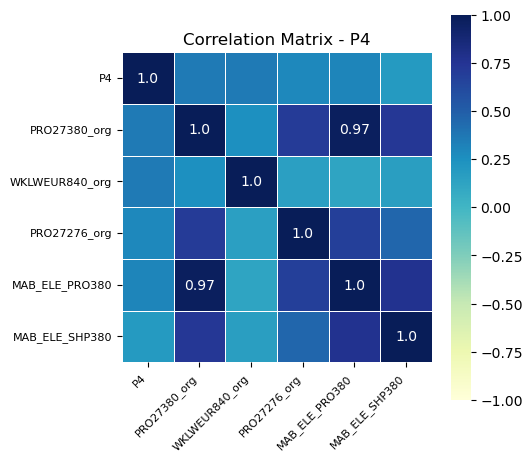 Correlation Matrix - P4
P4
PRO27380_org
WKLWEUR840_org
PRO27276_org
MAB_ELE_PRO380
MAB_ELE_SHP380
1.0
1.0
0.97
1.0
1.0
0.97
1.0
1.0
P4
PRO27380_org
WKLWEUR840_org
PRO27276_org
MAB_ELE_PRO380
MAB_ELE_SHP380
1.00
0.75
0.50
0.25
0.00
−0.25
−0.50
−0.75
−1.00